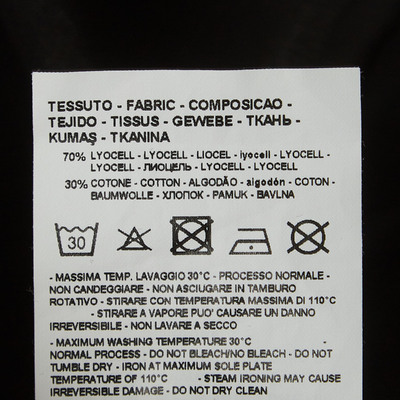 TESSUTO - FABRIC - COMPOSICAO -
TEJIDO - TISSUS - GEWEBE - ТКАНЬ -
KUMAŞ - TKANINA
70% LYOCELL - LYOCELL - LIOCEL - lyocell - LYOCELL -
LYOCELL - ЛИОЦЕЛЬ - LYOCELL - LYOCELL
30% COTONE - COTTON - ALGODÃO - algodón - COTON -
BAUMWOLLE - ХЛОПОК - PAMUK - BAVLNA
30
- MASSIMA TEMP. LAVAGGIO 30°C - PROCESSO NORMALE -
NON CANDEGGIARE - NON ASCIUGARE IN TAMBURO
ROTATIVO - STIRARE CON TEMPERATURA MASSIMA DI 110°C
- STIRARE A VAPORE PUO' CAUSARE UN DANNO
IRREVERSIBILE - NON LAVARE A SECCO
- MAXIMUM WASHING TEMPERATURE 30°C -
NORMAL PROCESS - DO NOT BLEACH/NO BLEACH - DO NOT
TUMBLE DRY - IRON AT MAXIMUM SOLE PLATE
TEMPERATURE OF 110°C - STEAM IRONING MAY CAUSE
IRREVERSIBLE DAMAGE - DO NOT DRY CLEAN